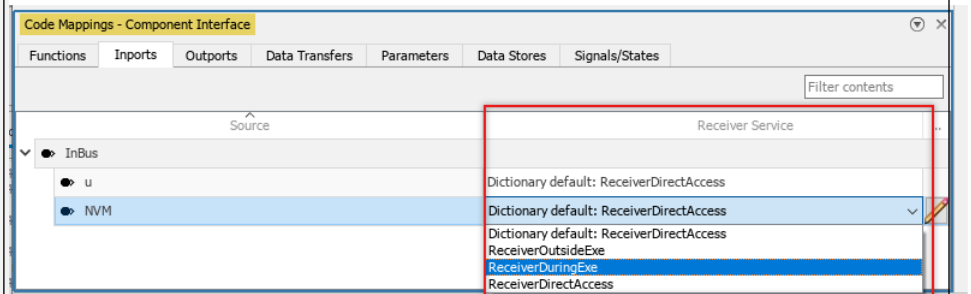 Code Mappings - Component Interface
Functions Inports Outports Data Transfers Parameters Data Stores Signals/States
Filter contents
Source Receiver Service ..
InBus
u Dictionary default: ReceiverDirectAccess
NVM Dictionary default: ReceiverDirectAccess
Dictionary default: ReceiverDirectAccess
ReceiverOutsideExe
ReceiverDuringExe
ReceiverDirectAccess